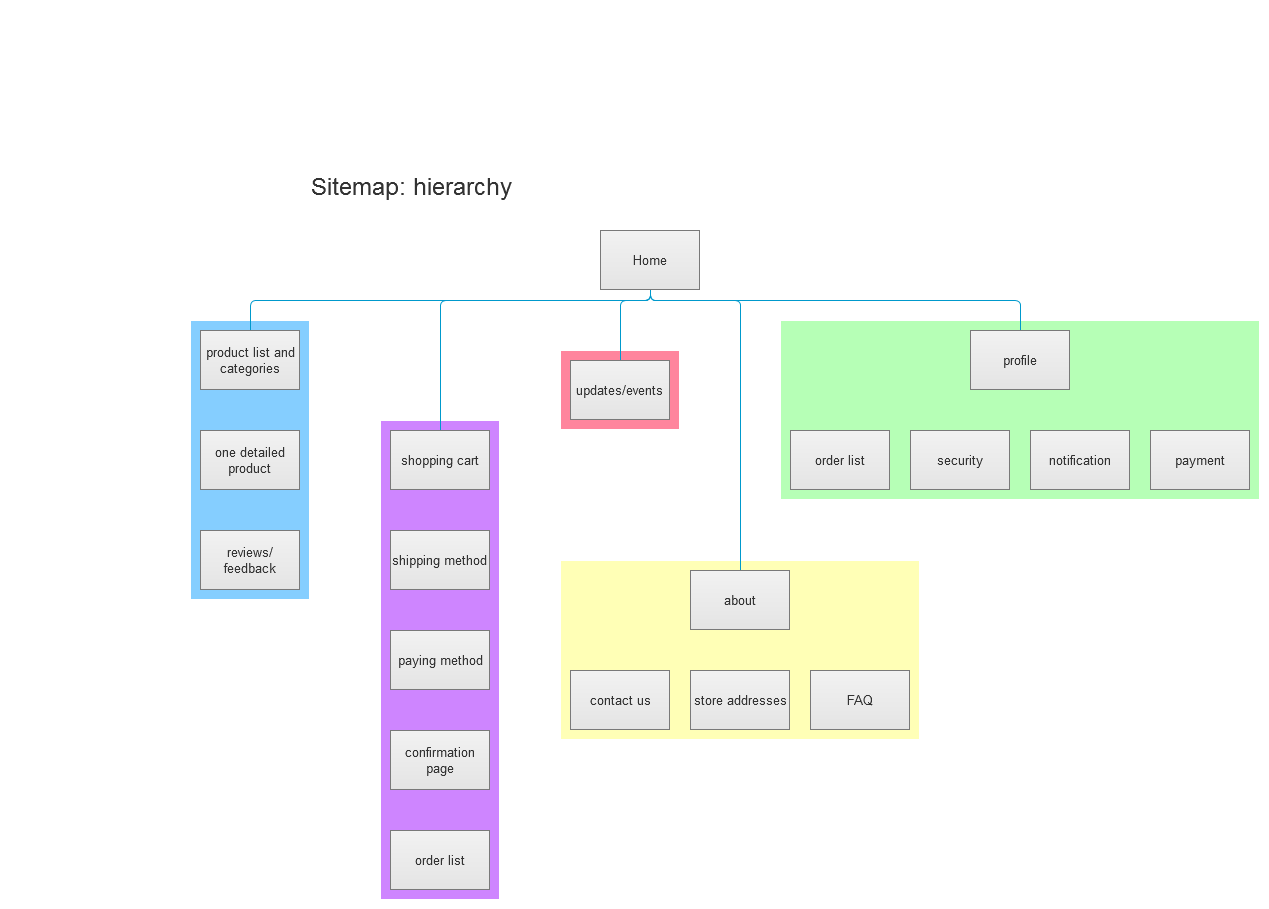 Sitemap: hierarchy
Home
product list and
categories
one detailed
product
reviews/
feedback
shopping cart
shipping method
paying method
confirmation
page
order list
updates/events
about
contact us
store addresses
FAQ
profile
order list
security
notification
payment